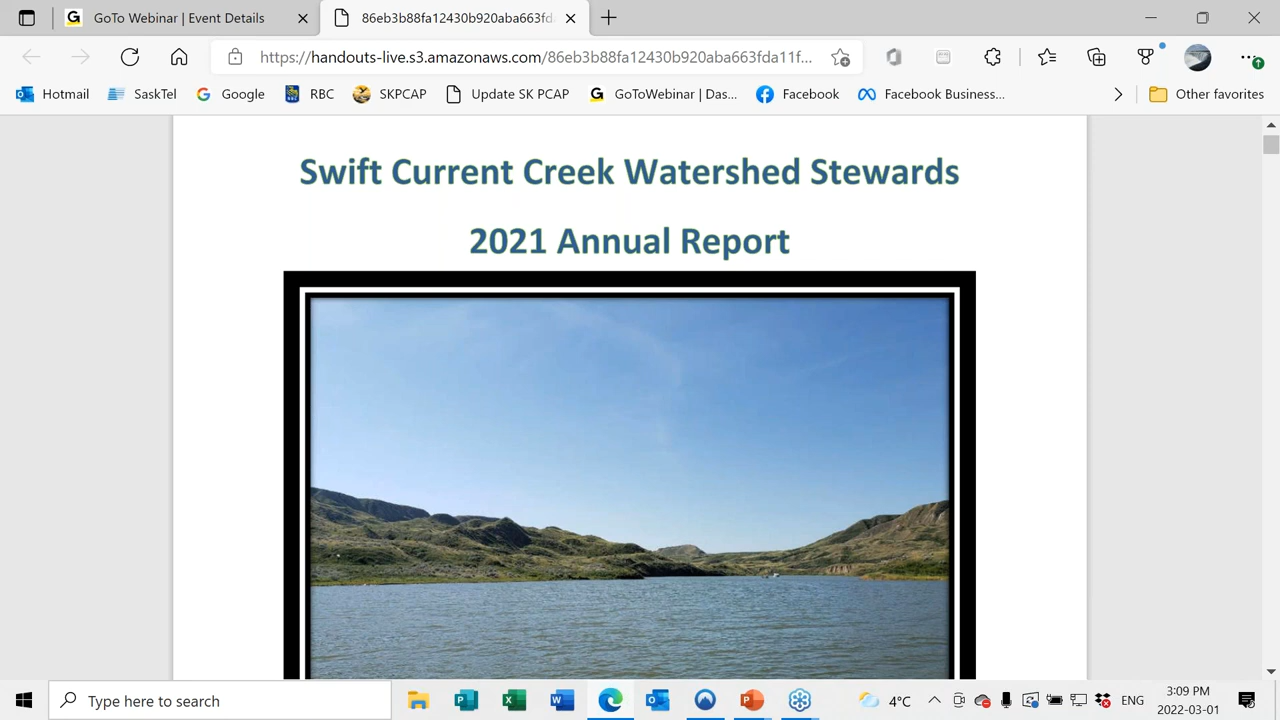 GoTo Webinar | Event Details
86eb3b88fa12430b920aba663fd
https://handouts-live.s3.amazonaws.com/86eb3b88fa12430b920aba663fda11f...
Hotmail SaskTel Google RBC SKPCAP Update SK PCAP GoToWebinar | Das... Facebook Facebook Business... Other favorites
Swift Current Creek Watershed Stewards
2021 Annual Report
Type here to search
4°C
ENG
3:09 PM
2022-03-01